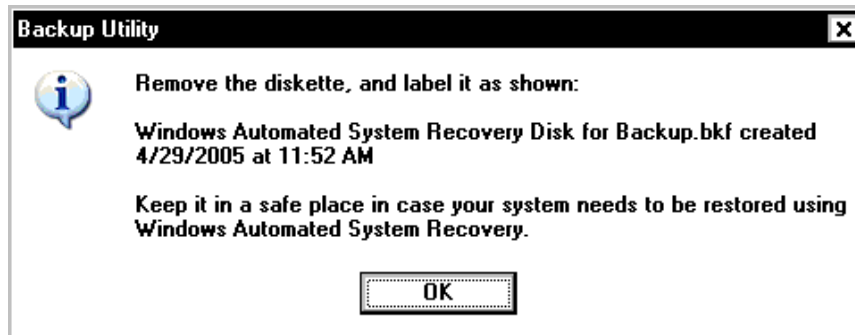 Backup Utility
Remove the diskette, and label it as shown:
Windows Automated System Recovery Disk for Backup.bkf created
4/29/2005 at 11:52 AM
Keep it in a safe place in case your system needs to be restored using
Windows Automated System Recovery.
OK